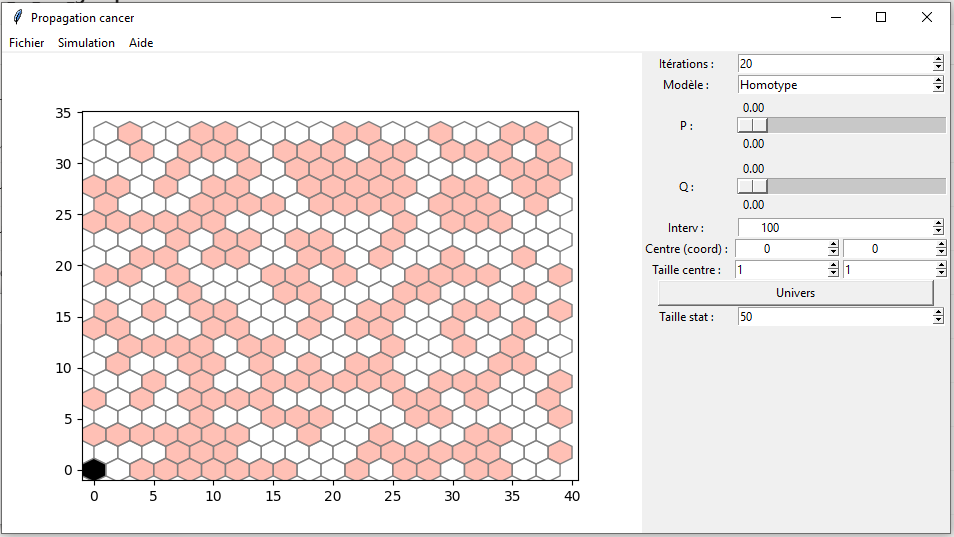 Propagation cancer
Fichier Simulation Aide
Itérations : 20
Modèle : Homotype
0.00
P :
0.00
0.00
Q :
0.00
Interv : 100
Centre (coord) : 0 0
Taille centre : 1 1
Univers
Taille stat : 50
35
30
25
20
15
10
5
0
0 5 10 15 20 25 30 35 40